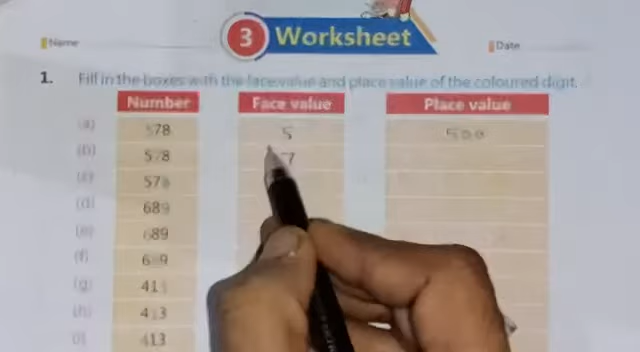 Name
3 Worksheet
Date
1. Fill in the boxes with the face value and place value of the coloured digit.
Number Face value Place value
(a) 578 5 500
(b) 578 7
(c) 578
(d) 689
(e) 689
(f) 689
(g) 413
(h) 413
(i) 413